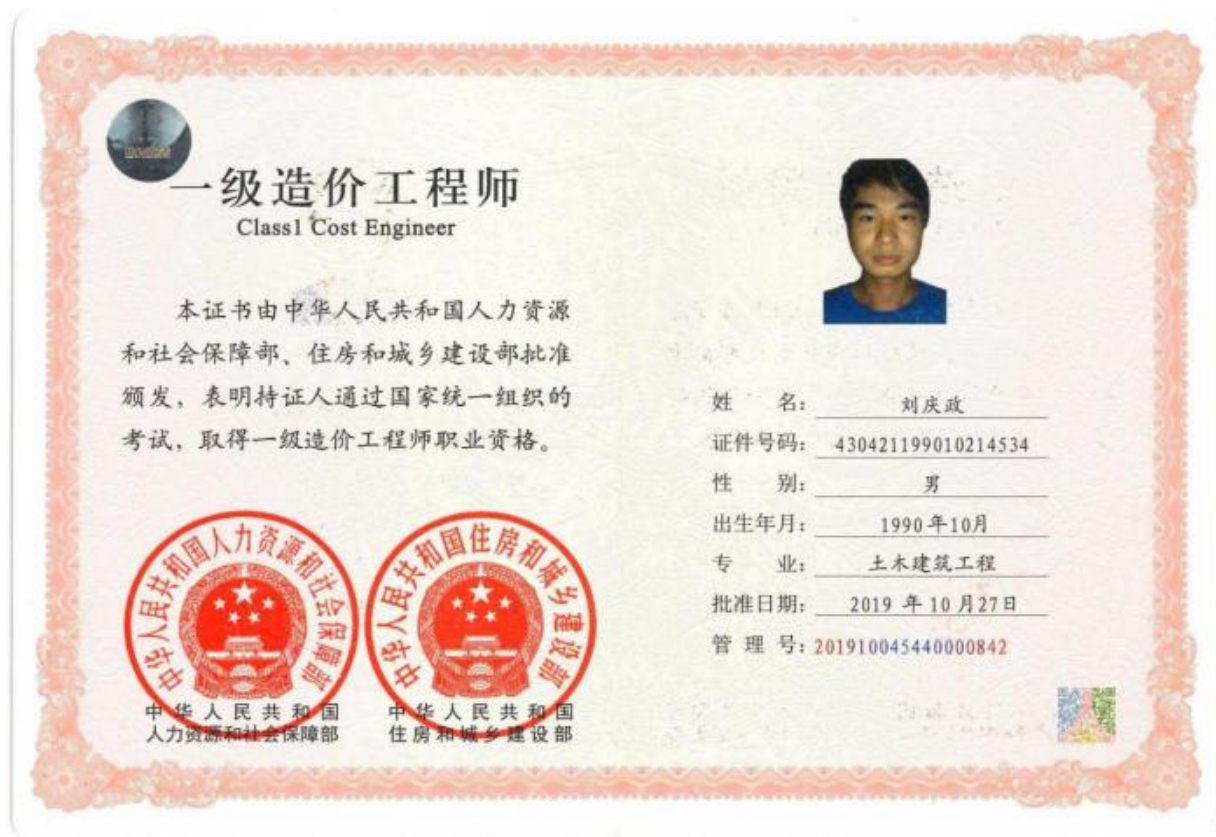 一级造价工程师
Class1 Cost Engineer
本证书由中华人民共和国人力资源
和社会保障部、住房和城乡建设部批准
颁发，表明持证人通过国家统一组织的
考试，取得一级造价工程师职业资格。
中华人民共和国人力资源和社会保障部
中华人民共和国住房和城乡建设部
中华人民共和国
人力资源和社会保障部
中华人民共和国
住房和城乡建设部
姓 名： 刘庆政
证件号码： 430421199010214534
性 别： 男
出生年月： 1990年10月
专 业： 土木建筑工程
批准日期： 2019 年 10 月27日
管 理 号：201910045440000842